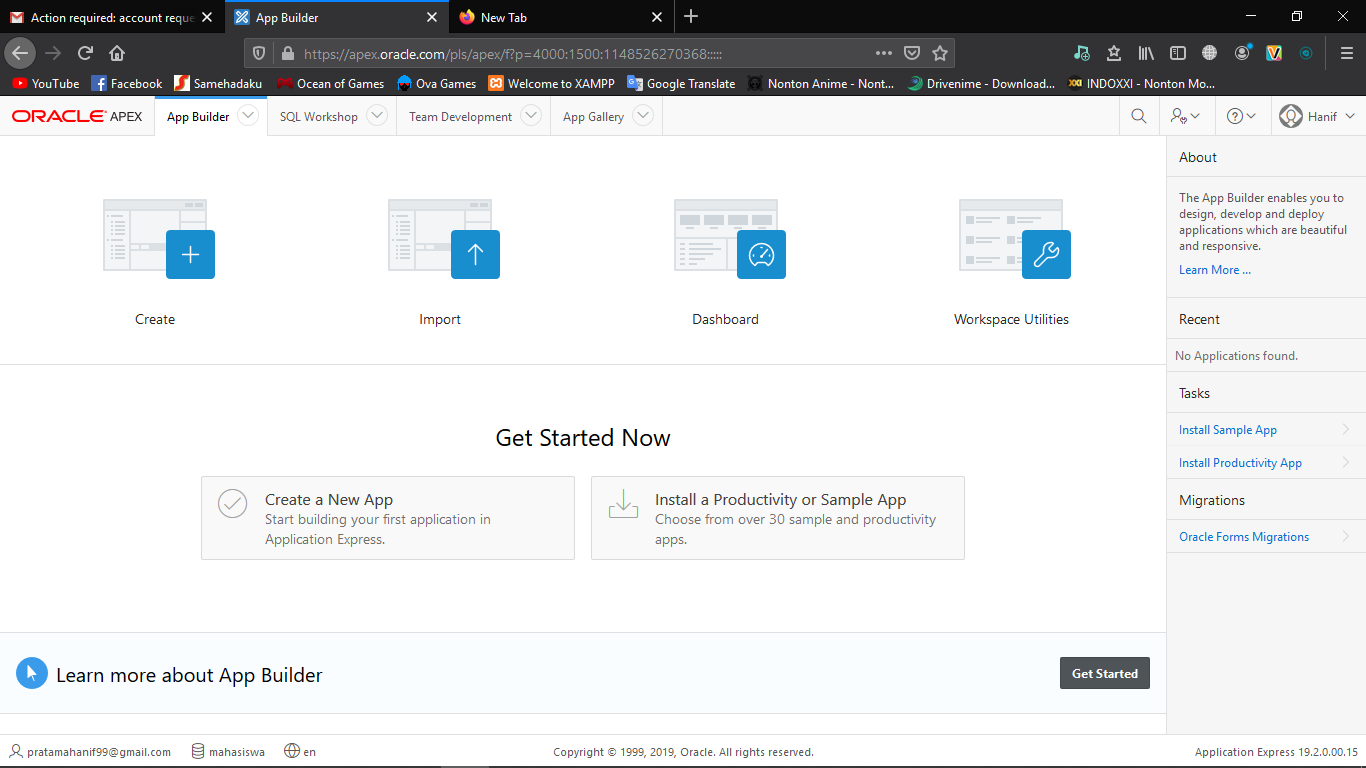 Action required: account reque
App Builder
New Tab
https://apex.oracle.com/pls/apex/f?p=4000:1500:1148526270368:::::
YouTube
Facebook
Samehadaku
Ocean of Games
Ova Games
Welcome to XAMPP
Google Translate
Nonton Anime - Nont...
Drivenime - Download...
INDOXXI - Nonton Mo...
ORACLE APEX
App Builder
SQL Workshop
Team Development
App Gallery
Hanif
Create
Import
Dashboard
Workspace Utilities
Get Started Now
Create a New App
Start building your first application in
Application Express.
Install a Productivity or Sample App
Choose from over 30 sample and productivity
apps.
Learn more about App Builder
Get Started
About
The App Builder enables you to
design, develop and deploy
applications which are beautiful
and responsive.
Learn More ...
Recent
No Applications found.
Tasks
Install Sample App
Install Productivity App
Migrations
Oracle Forms Migrations
pratamahanif99@gmail.com
mahasiswa
en
Copyright © 1999, 2019, Oracle. All rights reserved.
Application Express 19.2.0.00.15